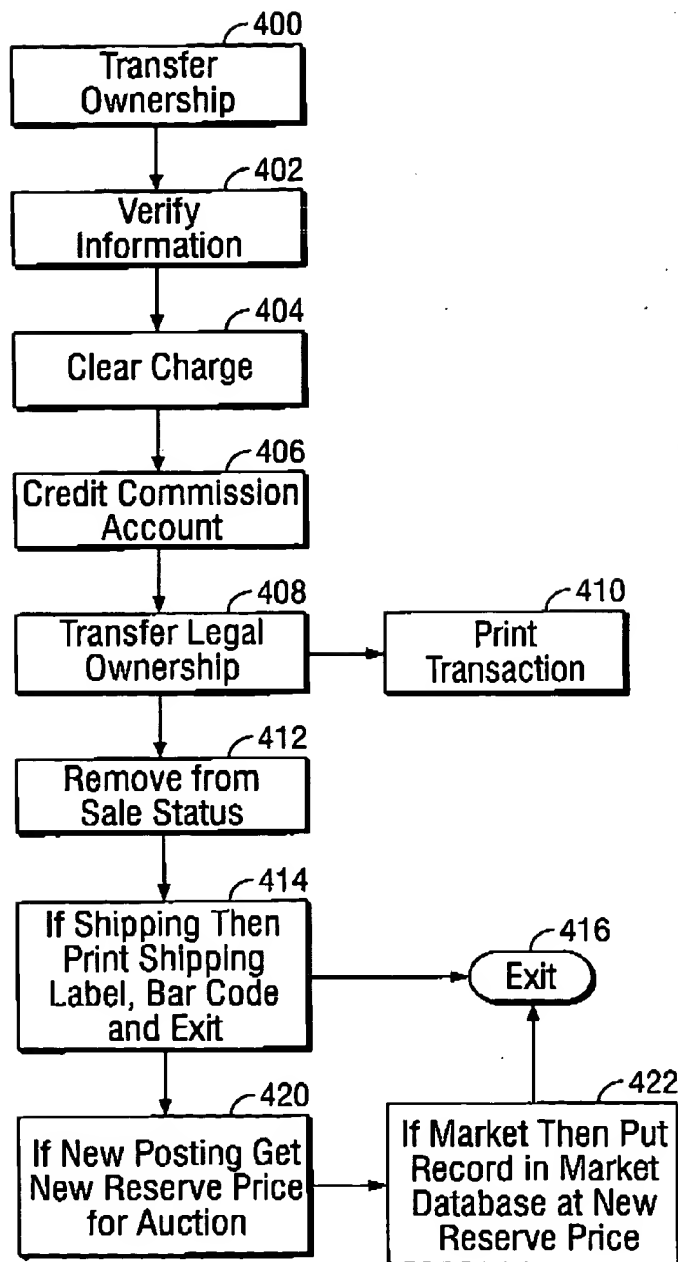 400
Transfer
Ownership
402
Verify
Information
404
Clear Charge
406
Credit Commission
Account
408
Transfer Legal
Ownership
410
Print
Transaction
412
Remove from
Sale Status
414
If Shipping Then
Print Shipping
Label, Bar Code
and Exit
416
Exit
420
If New Posting Get
New Reserve Price
for Auction
422
If Market Then Put
Record in Market
Database at New
Reserve Price